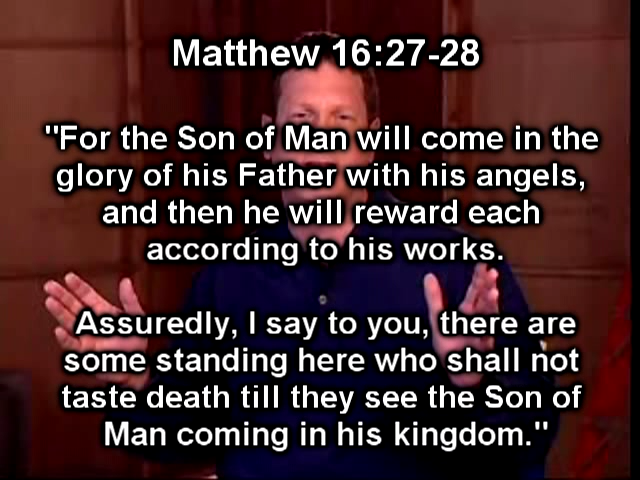 Matthew 16:27-28
"For the Son of Man will come in the
glory of his Father with his angels,
and then he will reward each
according to his works.
Assuredly, I say to you, there are
some standing here who shall not
taste death till they see the Son of
Man coming in his kingdom."